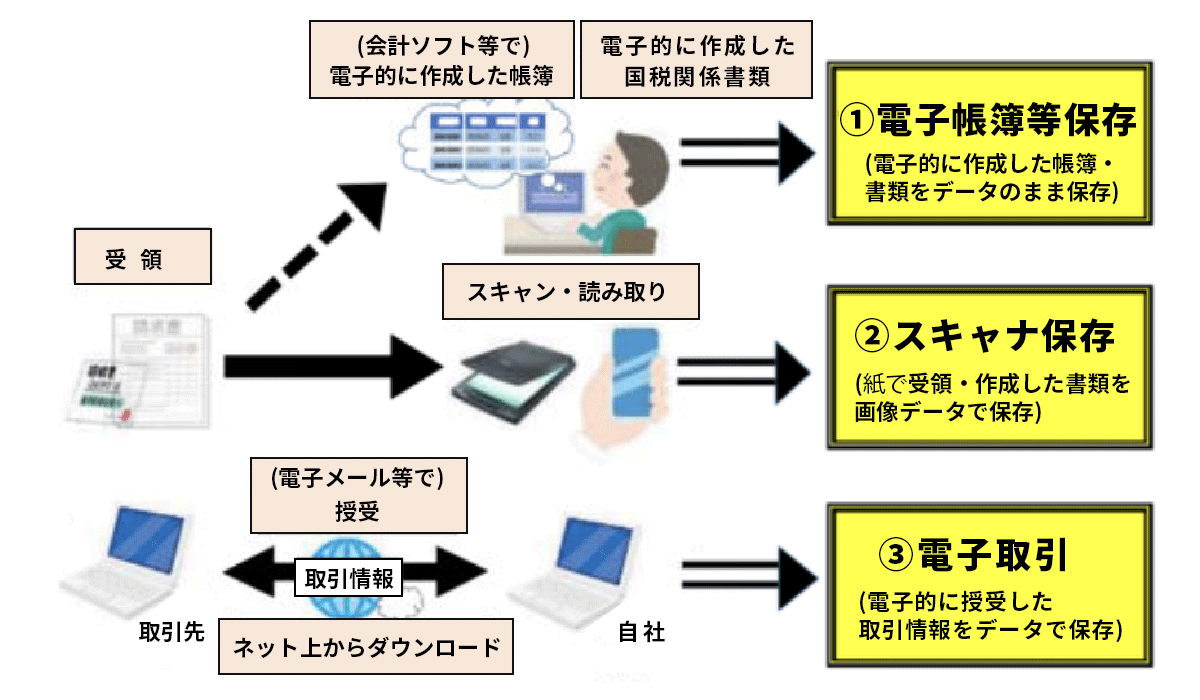 (会計ソフト等で)
電子的に作成した帳簿
電子的に作成した
国税関係書類
①電子帳簿等保存
(電子的に作成した帳簿・
書類をデータのまま保存)
受 領
請求書
スキャン・読み取り
②スキャナ保存
(紙で受領・作成した書類を
画像データで保存)
(電子メール等で)
授受
取引情報
取引先
ネット上からダウンロード
自社
③電子取引
(電子的に授受した
取引情報をデータで保存)